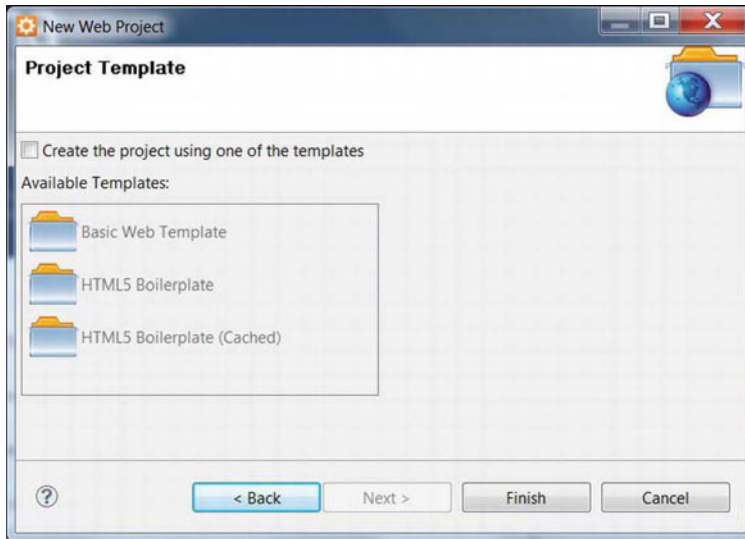 New Web Project
Project Template
Create the project using one of the templates
Available Templates:
Basic Web Template
HTML5 Boilerplate
HTML5 Boilerplate (Cached)
? < Back Next > Finish Cancel